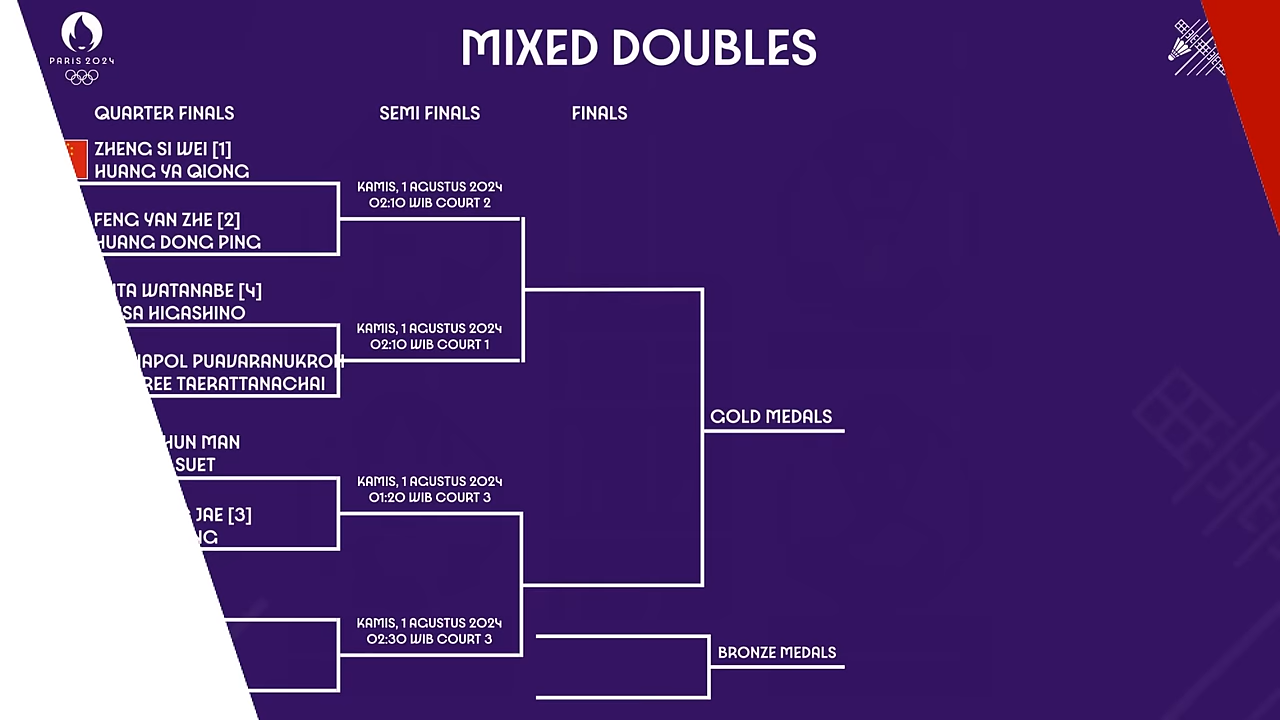 PARIS 2024
MIXED DOUBLES
QUARTER FINALS
SEMI FINALS
FINALS
ZHENG SI WEI [1]
HUANG YA QIONG
KAMIS, 1 AGUSTUS 2024
02:10 WIB COURT 2
FENG YAN ZHE [2]
HUANG DONG PING
WATANABE [4]
HIGASHINO
KAMIS, 1 AGUSTUS 2024
02:10 WIB COURT 1
PUAVARANUKROH
TAERATTANACHAI
GOLD MEDALS
MAN
SUET
KAMIS, 1 AGUSTUS 2024
01:20 WIB COURT 3
JAE [3]
KAMIS, 1 AGUSTUS 2024
02:30 WIB COURT 3
BRONZE MEDALS